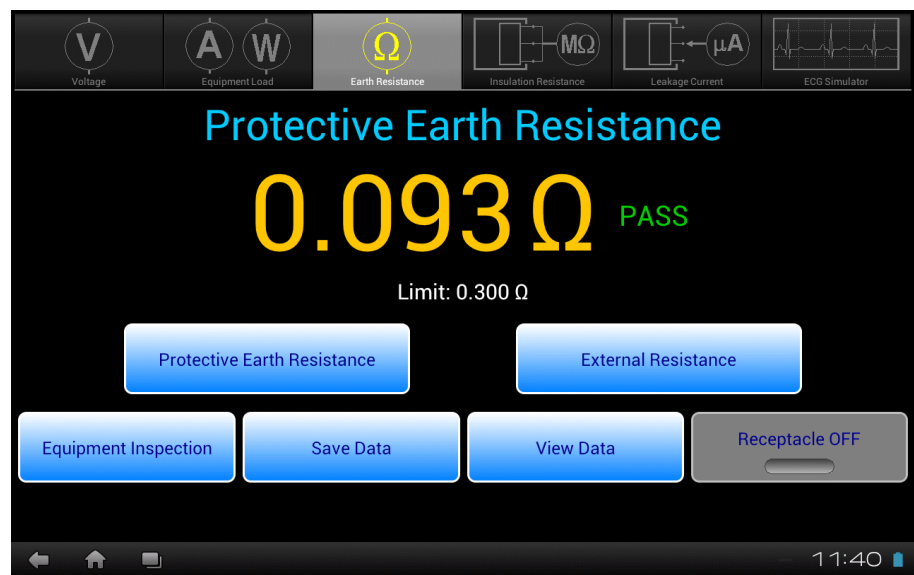 V
A W
Ω
MΩ
μA
Voltage
Equipment Load
Earth Resistance
Insulation Resistance
Leakage Current
ECG Simulator
Protective Earth Resistance
0.093 Ω PASS
Limit: 0.300 Ω
Protective Earth Resistance
External Resistance
Equipment Inspection
Save Data
View Data
Receptacle OFF
11:40